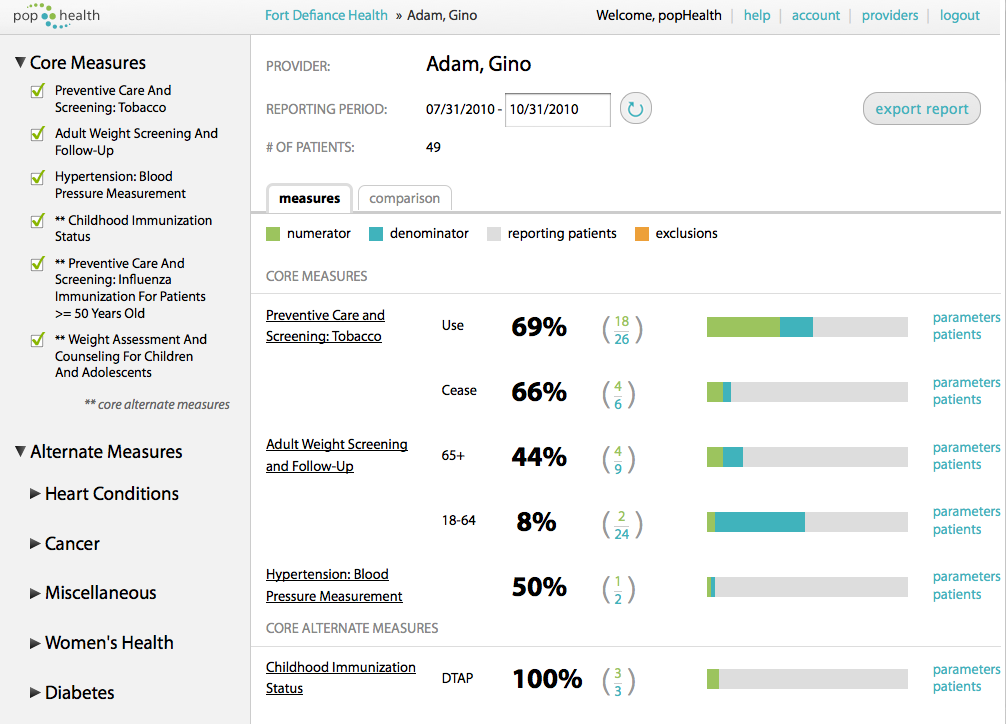 pop health
Fort Defiance Health » Adam, Gino
Welcome, popHealth | help | account | providers | logout
Core Measures
Preventive Care And
Screening: Tobacco
Adult Weight Screening And
Follow-Up
Hypertension: Blood
Pressure Measurement
** Childhood Immunization
Status
** Preventive Care And
Screening: Influenza
Immunization For Patients
>= 50 Years Old
** Weight Assessment And
Counseling For Children
And Adolescents
** core alternate measures
Alternate Measures
Heart Conditions
Cancer
Miscellaneous
Women's Health
Diabetes
PROVIDER: Adam, Gino
REPORTING PERIOD: 07/31/2010 - 10/31/2010
export report
# OF PATIENTS: 49
measures comparison
numerator denominator reporting patients exclusions
CORE MEASURES
Preventive Care and
Screening: Tobacco
Use 69% (18/26)
parameters
patients
Cease 66% (4/6)
parameters
patients
Adult Weight Screening
and Follow-Up
65+ 44% (4/9)
parameters
patients
18-64 8% (2/24)
parameters
patients
Hypertension: Blood
Pressure Measurement
50% (1/2)
parameters
patients
CORE ALTERNATE MEASURES
Childhood Immunization
Status
DTAP 100% (3/3)
parameters
patients